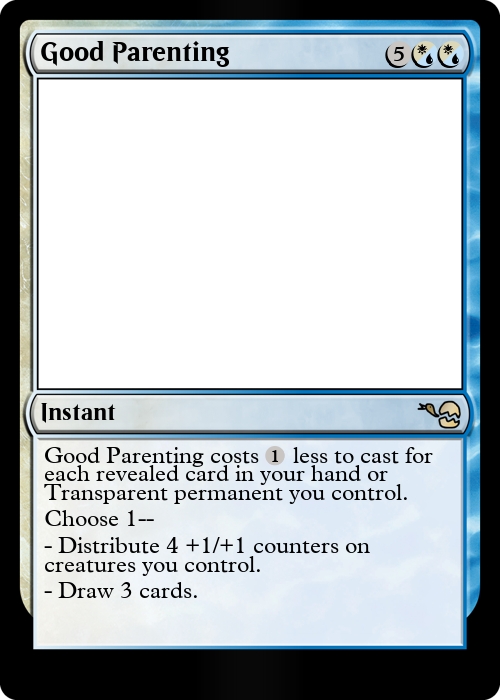 Good Parenting 5
Instant
Good Parenting costs 1 less to cast for
each revealed card in your hand or
Transparent permanent you control.
Choose 1--
- Distribute 4 +1/+1 counters on
creatures you control.
- Draw 3 cards.